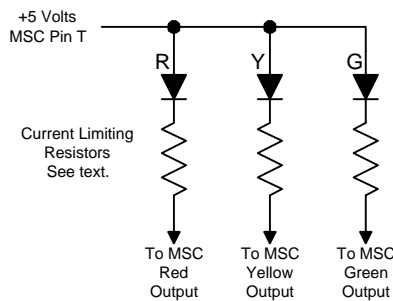 +5 Volts
MSC Pin T
R Y G
Current Limiting
Resistors
See text.
To MSC
Red
Output
To MSC
Yellow
Output
To MSC
Green
Output